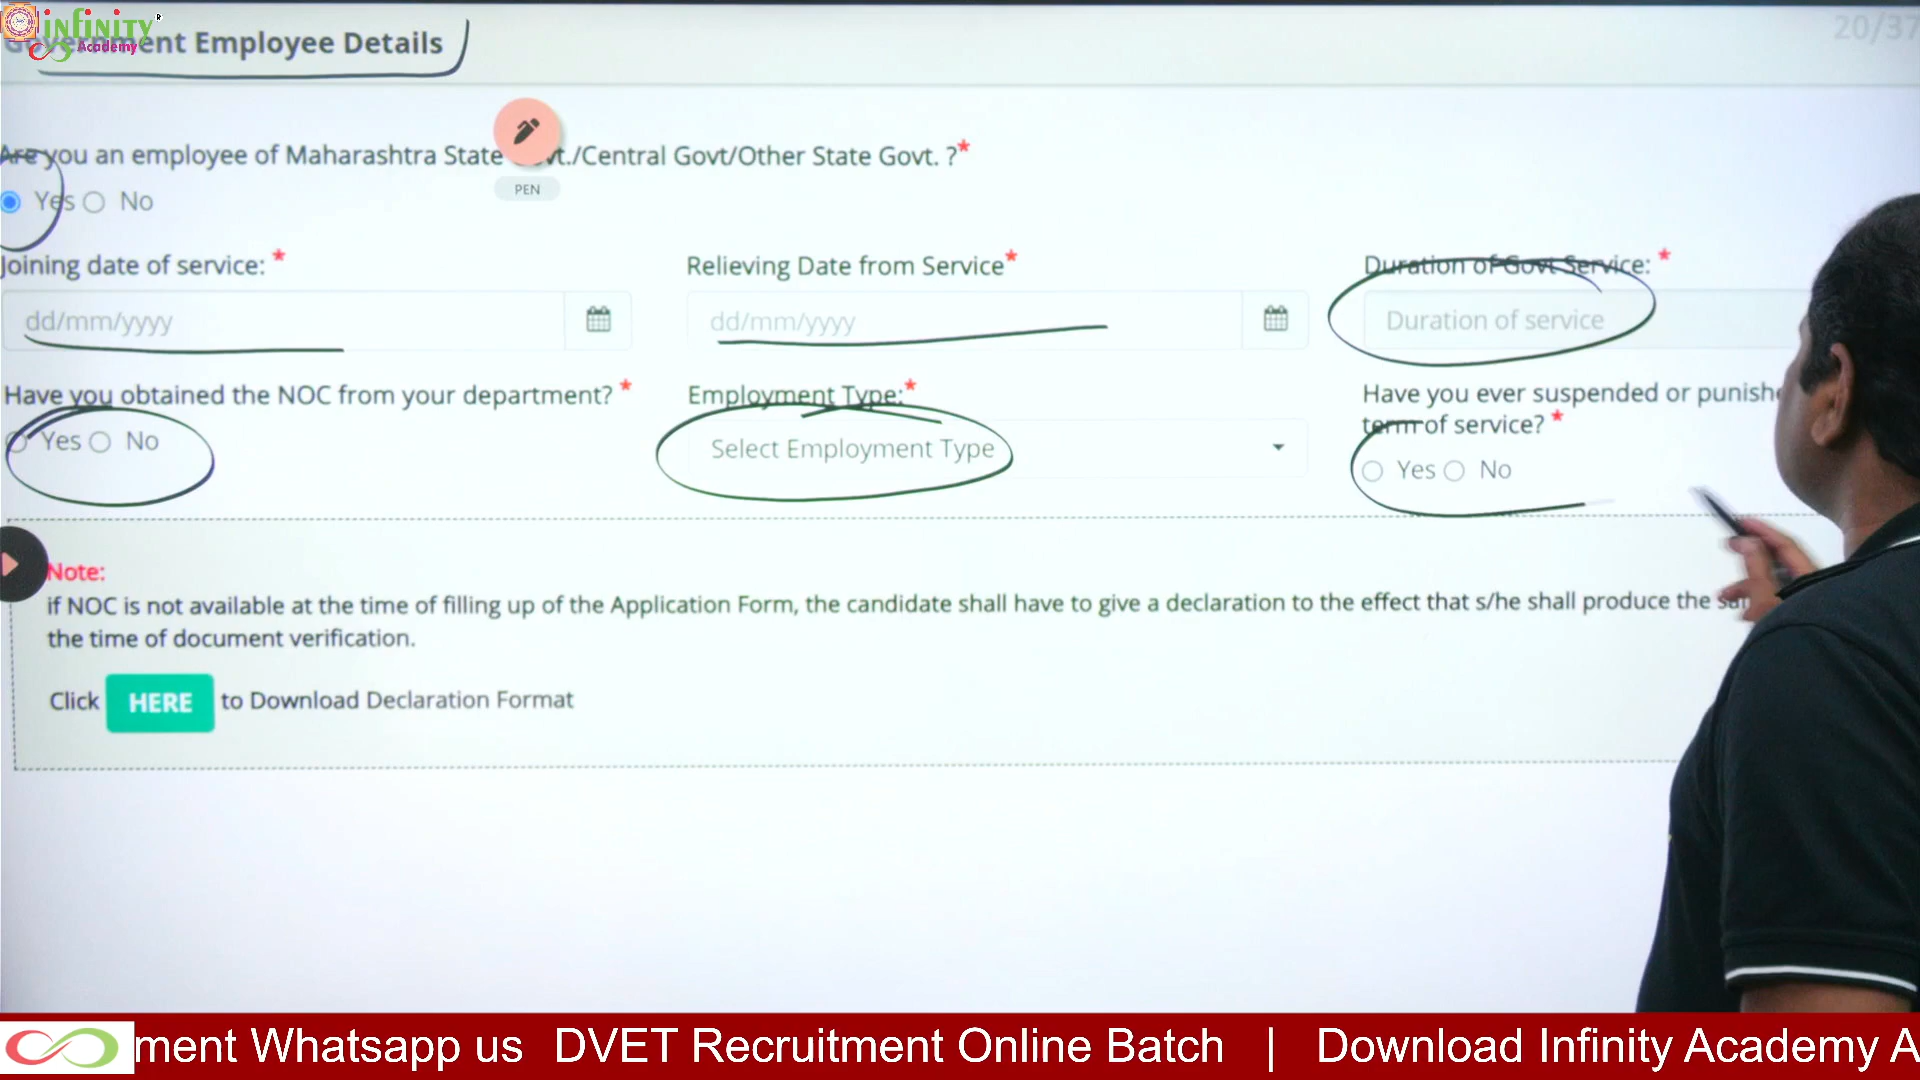 infinity
Academy
Government Employee Details
20/37
Are you an employee of Maharashtra State Govt./Central Govt/Other State Govt. ?*
PEN
Yes No
Joining date of service: *
Relieving Date from Service*
Duration of Govt Service: *
dd/mm/yyyy
dd/mm/yyyy
Duration of service
Have you obtained the NOC from your department? *
Employment Type:*
Have you ever suspended or
term of service? *
Yes No
Select Employment Type
Yes No
Note:
if NOC is not available at the time of filling up of the Application Form, the candidate shall have to give a declaration to the effect that s/he shall produce the
the time of document verification.
Click HERE to Download Declaration Format
ment Whatsapp us DVET Recruitment Online Batch | Download Infinity Academy A